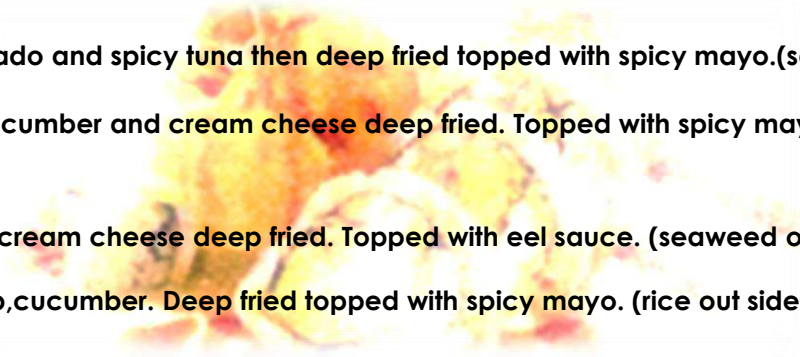 ado and spicy tuna then deep fried topped with spicy mayo.(s
cumber and cream cheese deep fried. Topped with spicy may
cream cheese deep fried. Topped with eel sauce. (seaweed o
,cucumber. Deep fried topped with spicy mayo. (rice out side